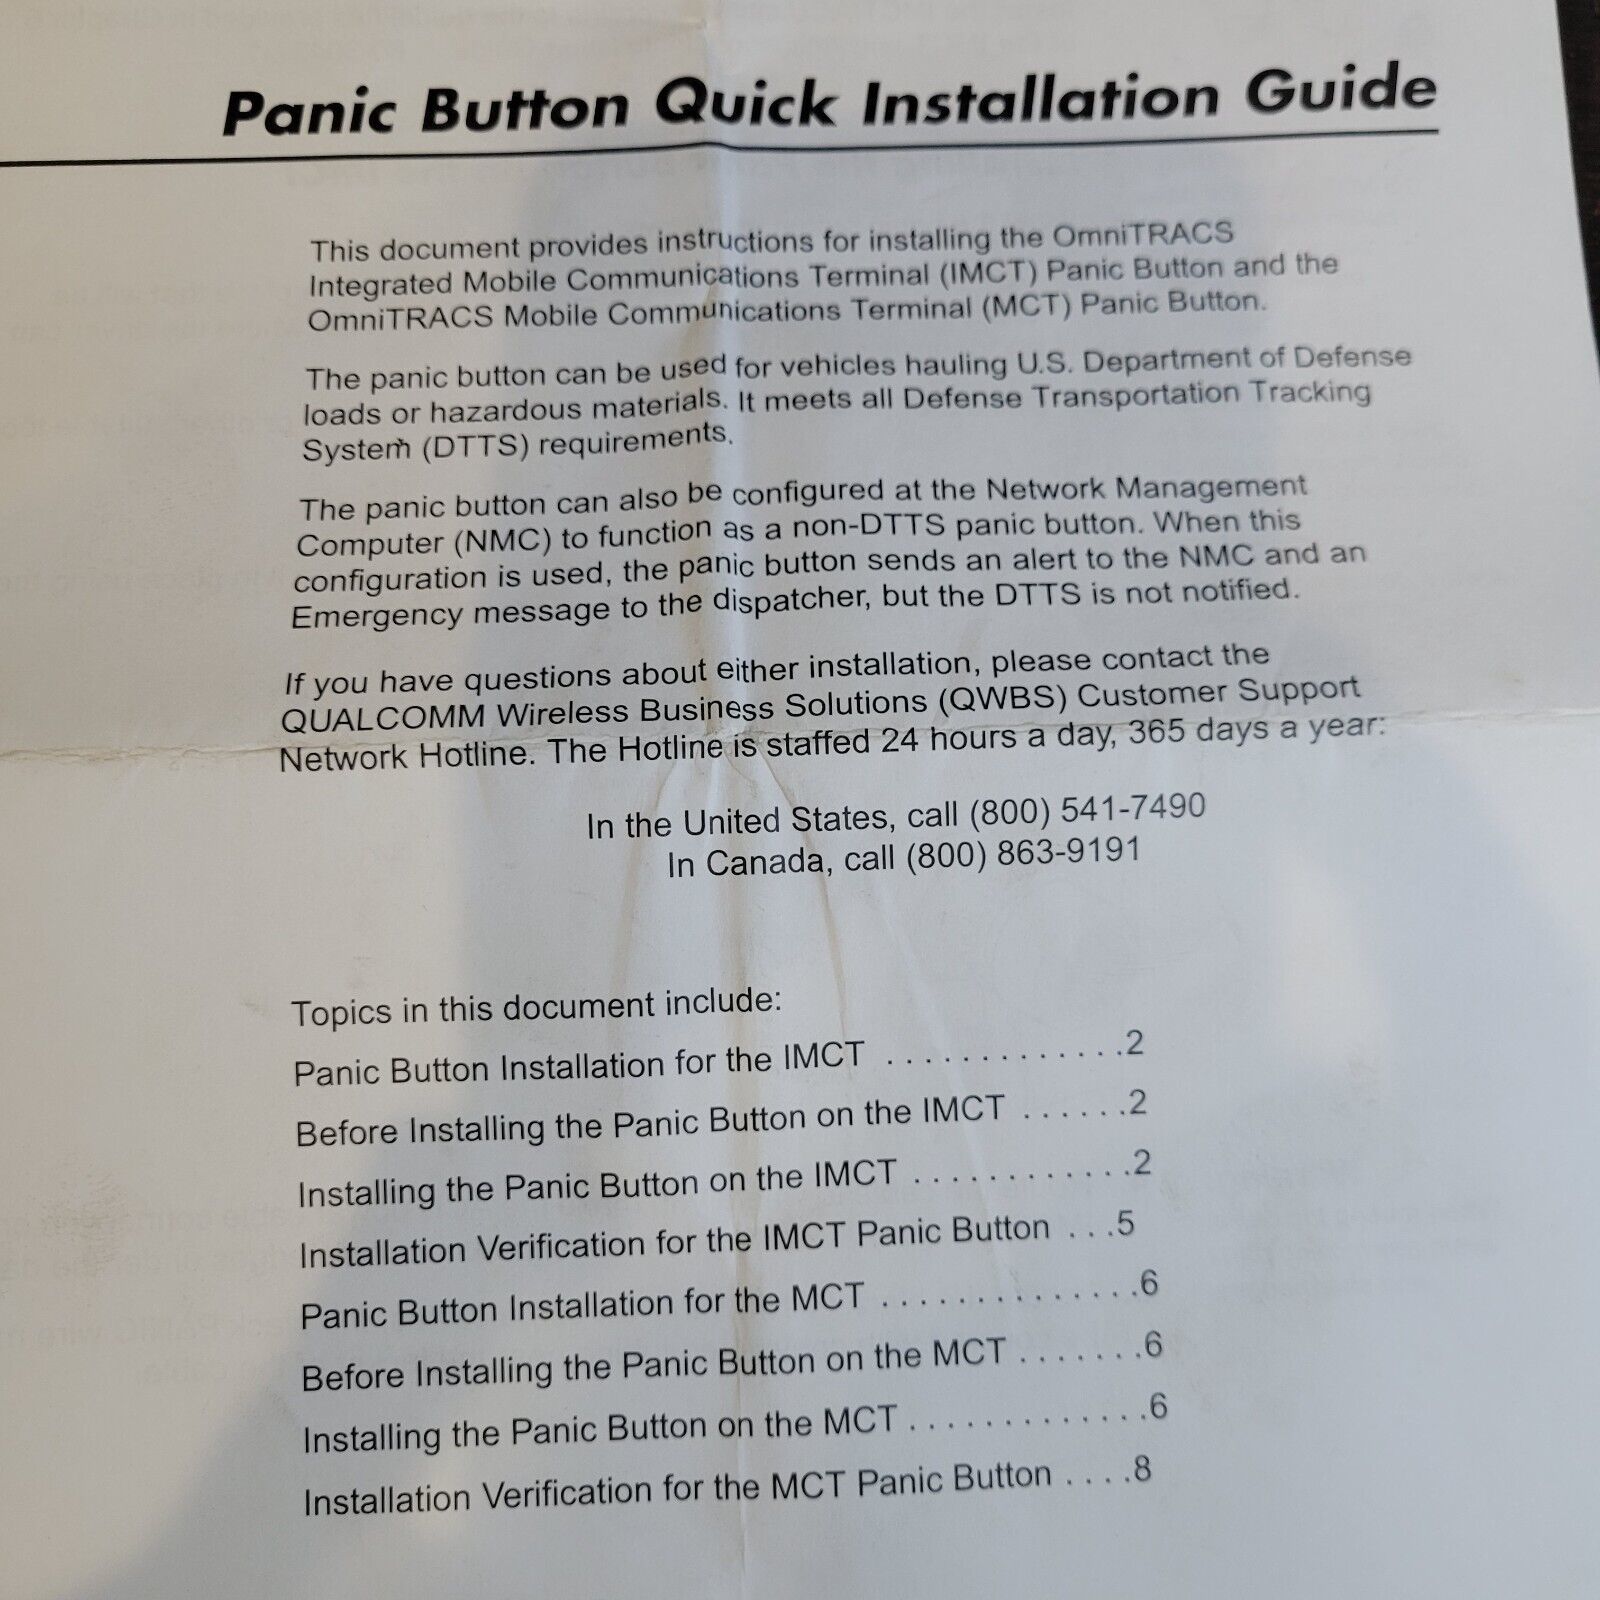 Panic Button Quick Installation Guide
This document provides instructions for installing the OmniTRACS
Integrated Mobile Communications Terminal (IMCT) Panic Button and the
OmniTRACS Mobile Communications Terminal (MCT) Panic Button.
The panic button can be used for vehicles hauling U.S. Department of Defense
loads or hazardous materials. It meets all Defense Transportation Tracking
System (DTTS) requirements.
The panic button can also be configured at the Network Management
Computer (NMC) to function as a non-DTTS panic button. When this
configuration is used, the panic button sends an alert to the NMC and an
Emergency message to the dispatcher, but the DTTS is not notified.
If you have questions about either installation, please contact the
QUALCOMM Wireless Business Solutions (QWBS) Customer Support
Network Hotline. The Hotline is staffed 24 hours a day, 365 days a year:
In the United States, call (800) 541-7490
In Canada, call (800) 863-9191
Topics in this document include:
Panic Button Installation for the IMCT . . . . . . . . . . . . .2
Before Installing the Panic Button on the IMCT . . . . . .2
Installing the Panic Button on the IMCT . . . . . . . . . . . .2
Installation Verification for the IMCT Panic Button . . .5
Panic Button Installation for the MCT . . . . . . . . . . . . . .6
Before Installing the Panic Button on the MCT . . . . . . .6
Installing the Panic Button on the MCT . . . . . . . . . . . . .6
Installation Verification for the MCT Panic Button . . . .8